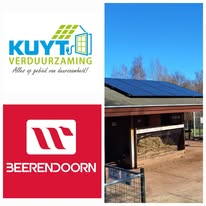 KUYT
VERDUURZAMING
Alles op gebied van duurzaamheid!
BEERENDOORN